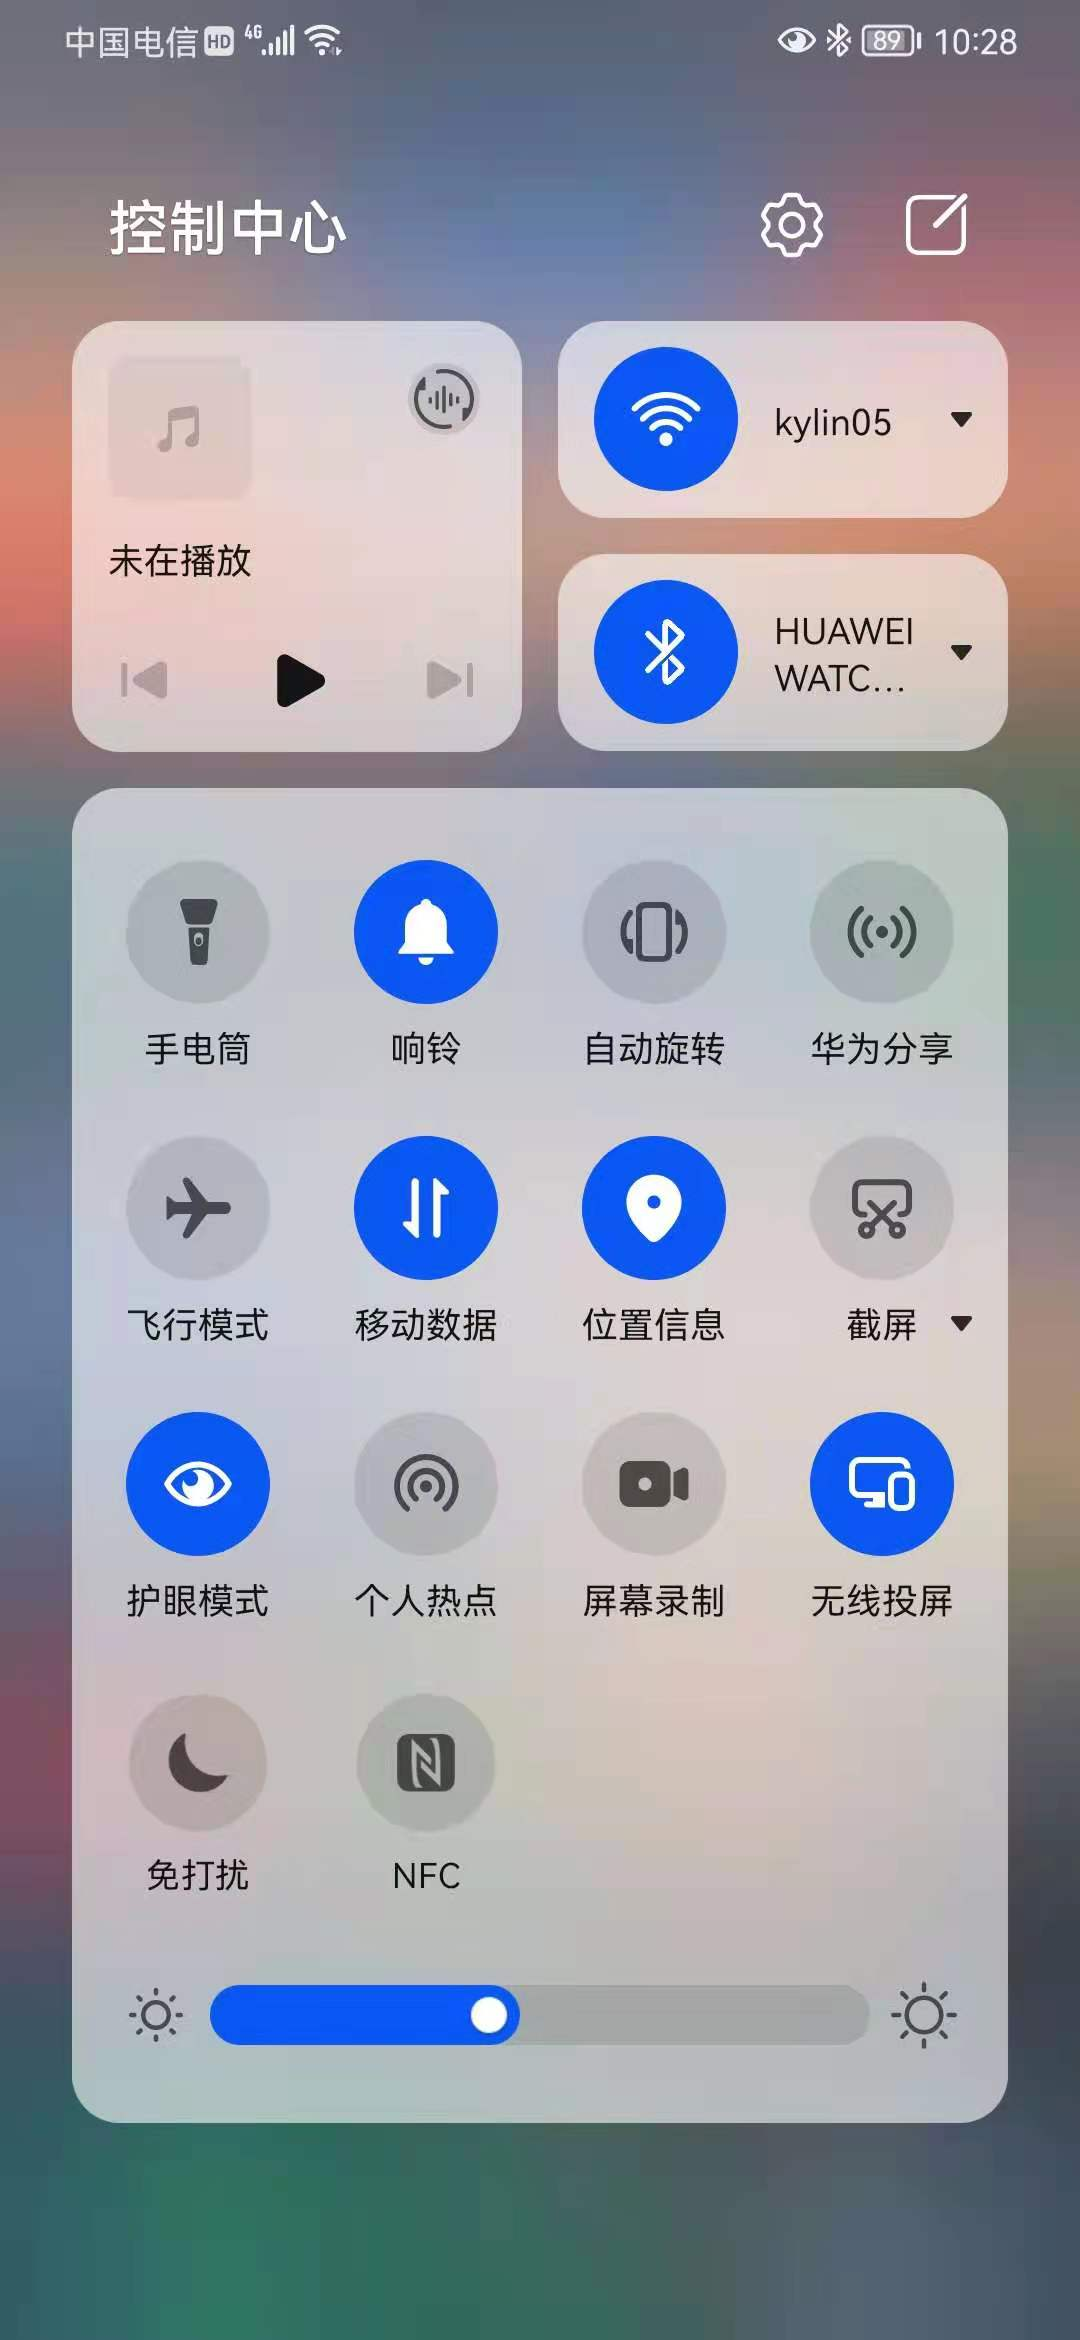 中国电信 HD 4G 89 10:28
控制中心
未在播放
kylin05
HUAWEI
WATC...
手电筒 响铃 自动旋转 华为分享
飞行模式 移动数据 位置信息 截屏
护眼模式 个人热点 屏幕录制 无线投屏
免打扰 NFC